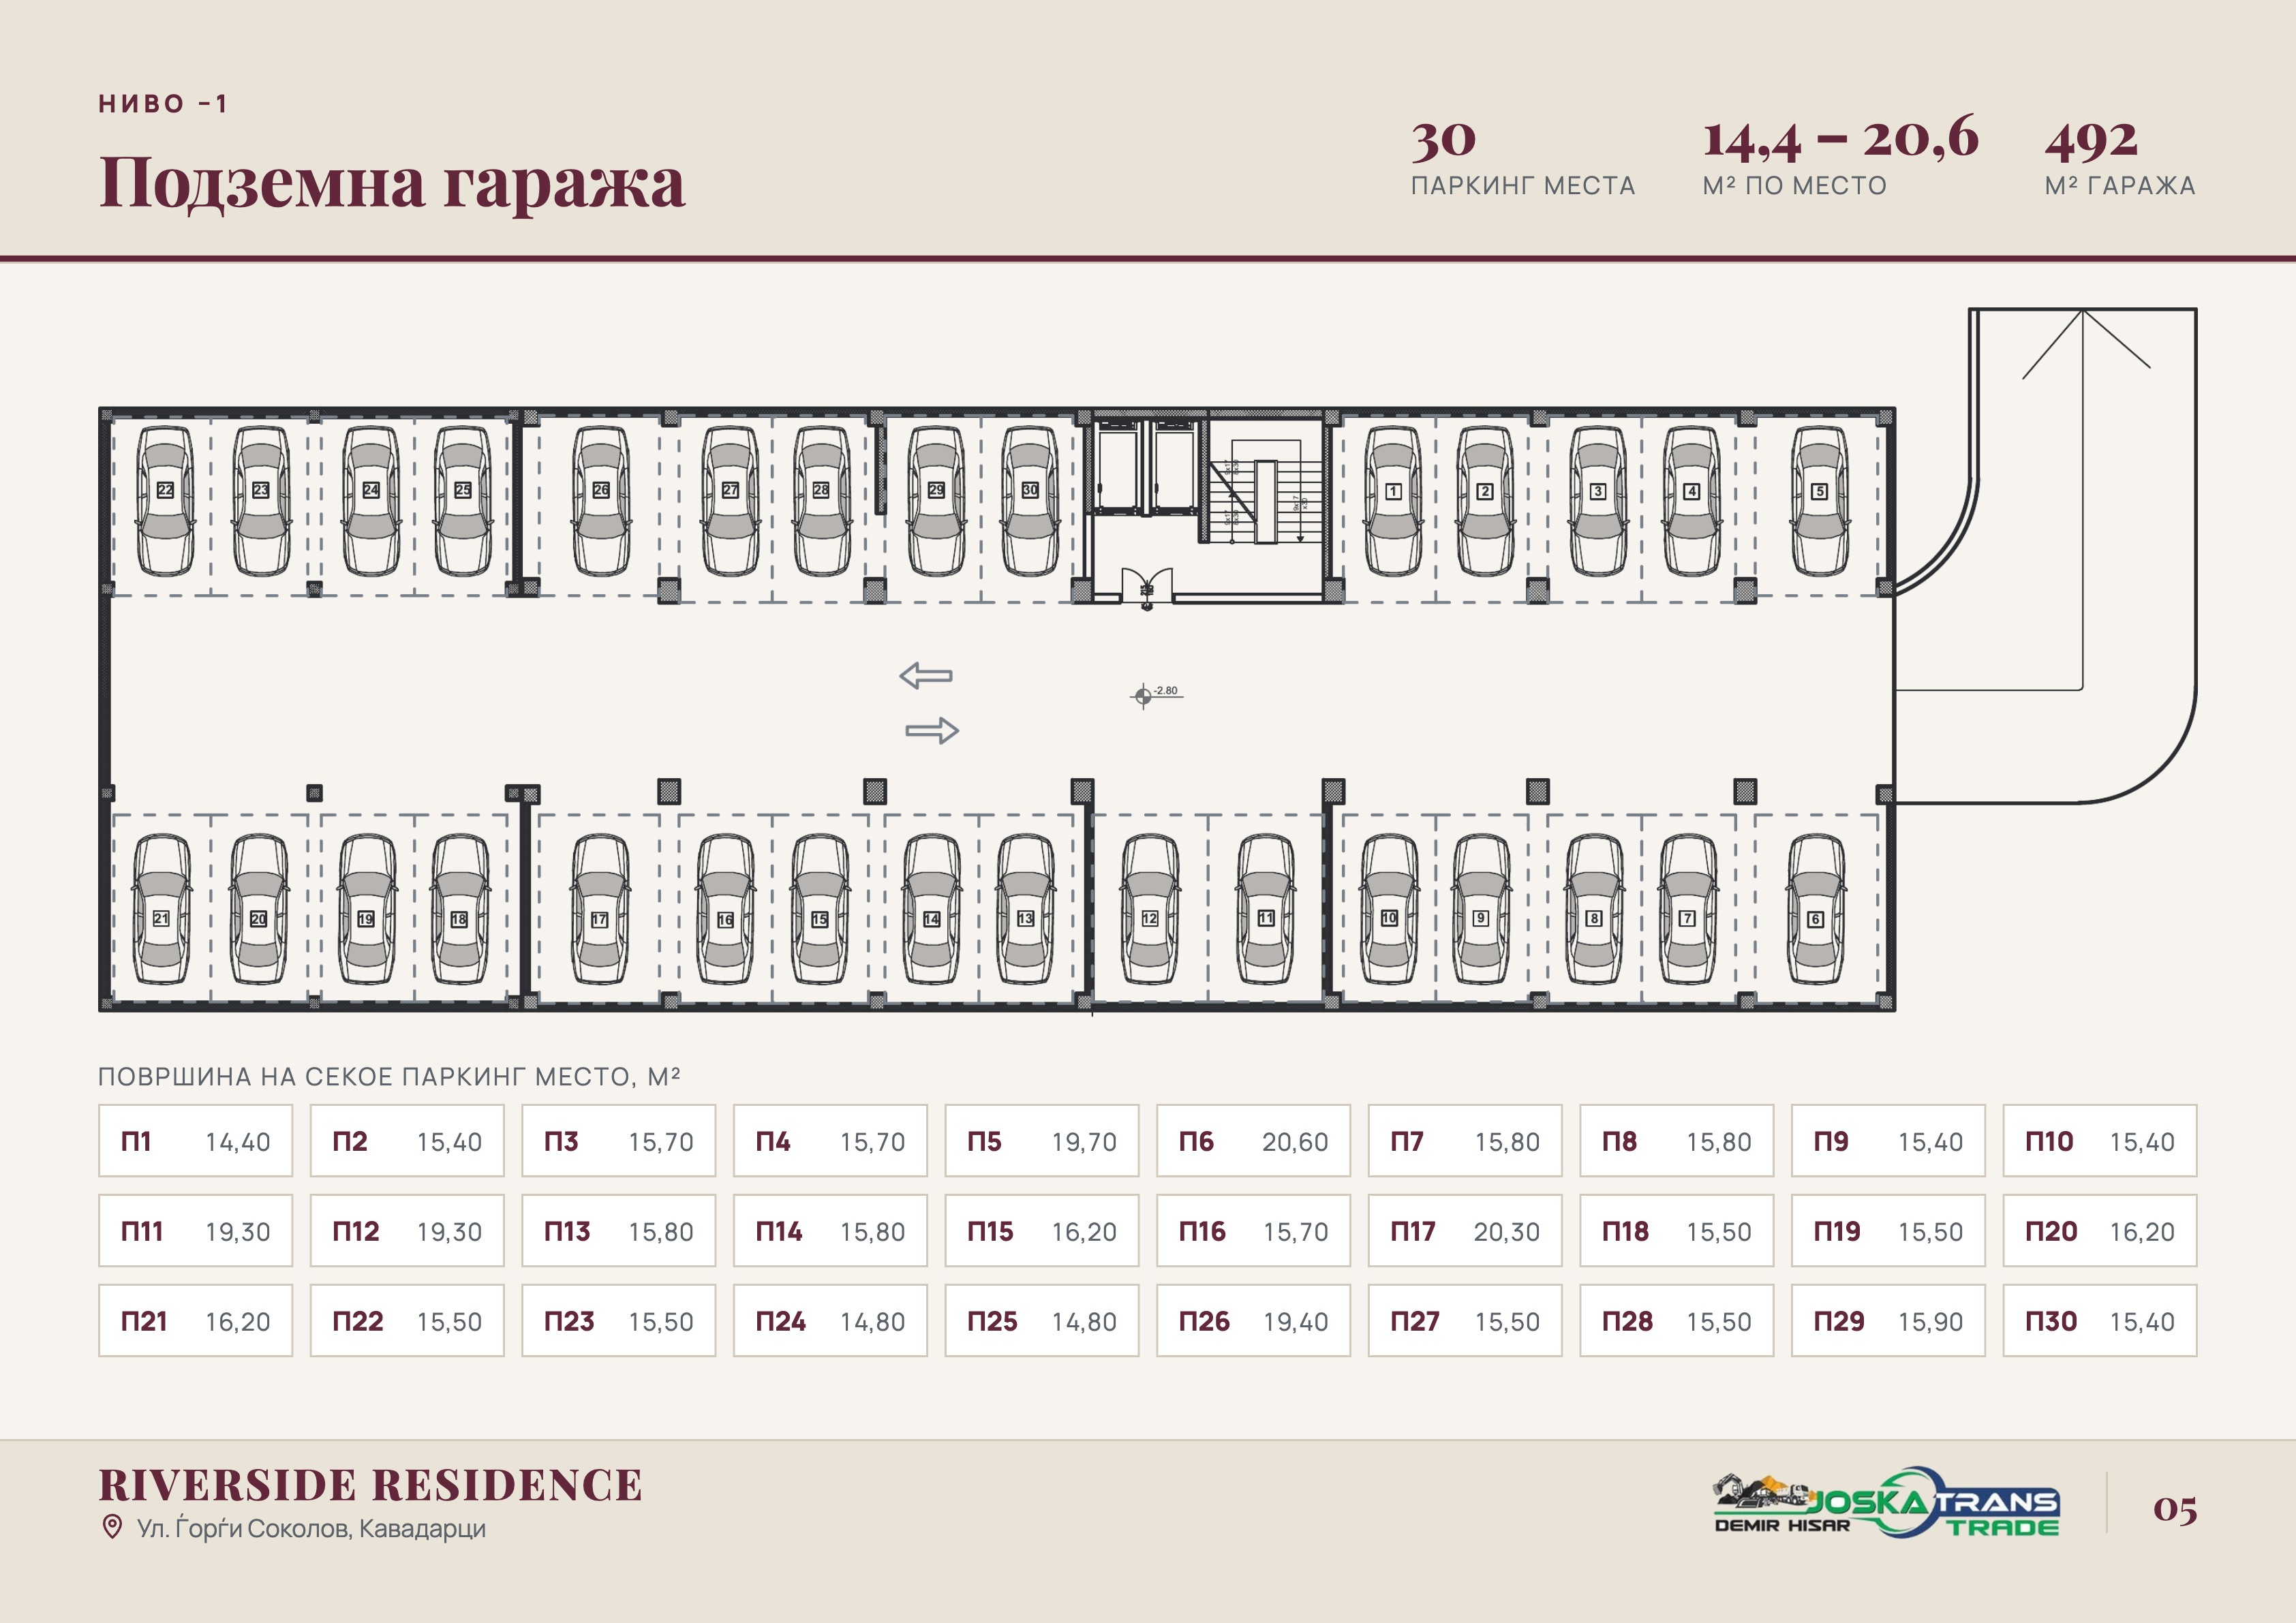 НИВО -1
Подземна гаража
30
ПАРКИНГ МЕСТА
14,4 – 20,6
М² ПО МЕСТО
492
М² ГАРАЖА
22 23 24 25 26 27 28 29 30 1 2 3 4 5
-2.80
21 20 19 18 17 16 15 14 13 12 11 10 9 8 7 6
ПОВРШИНА НА СЕКОЕ ПАРКИНГ МЕСТО, М²
П1 14,40 П2 15,40 П3 15,70 П4 15,70 П5 19,70 П6 20,60 П7 15,80 П8 15,80 П9 15,40 П10 15,40
П11 19,30 П12 19,30 П13 15,80 П14 15,80 П15 16,20 П16 15,70 П17 20,30 П18 15,50 П19 15,50 П20 16,20
П21 16,20 П22 15,50 П23 15,50 П24 14,80 П25 14,80 П26 19,40 П27 15,50 П28 15,50 П29 15,90 П30 15,40
RIVERSIDE RESIDENCE
Ул. Ѓорѓи Соколов, Кавадарци
JOSKA TRANS
DEMIR HISAR TRADE
05